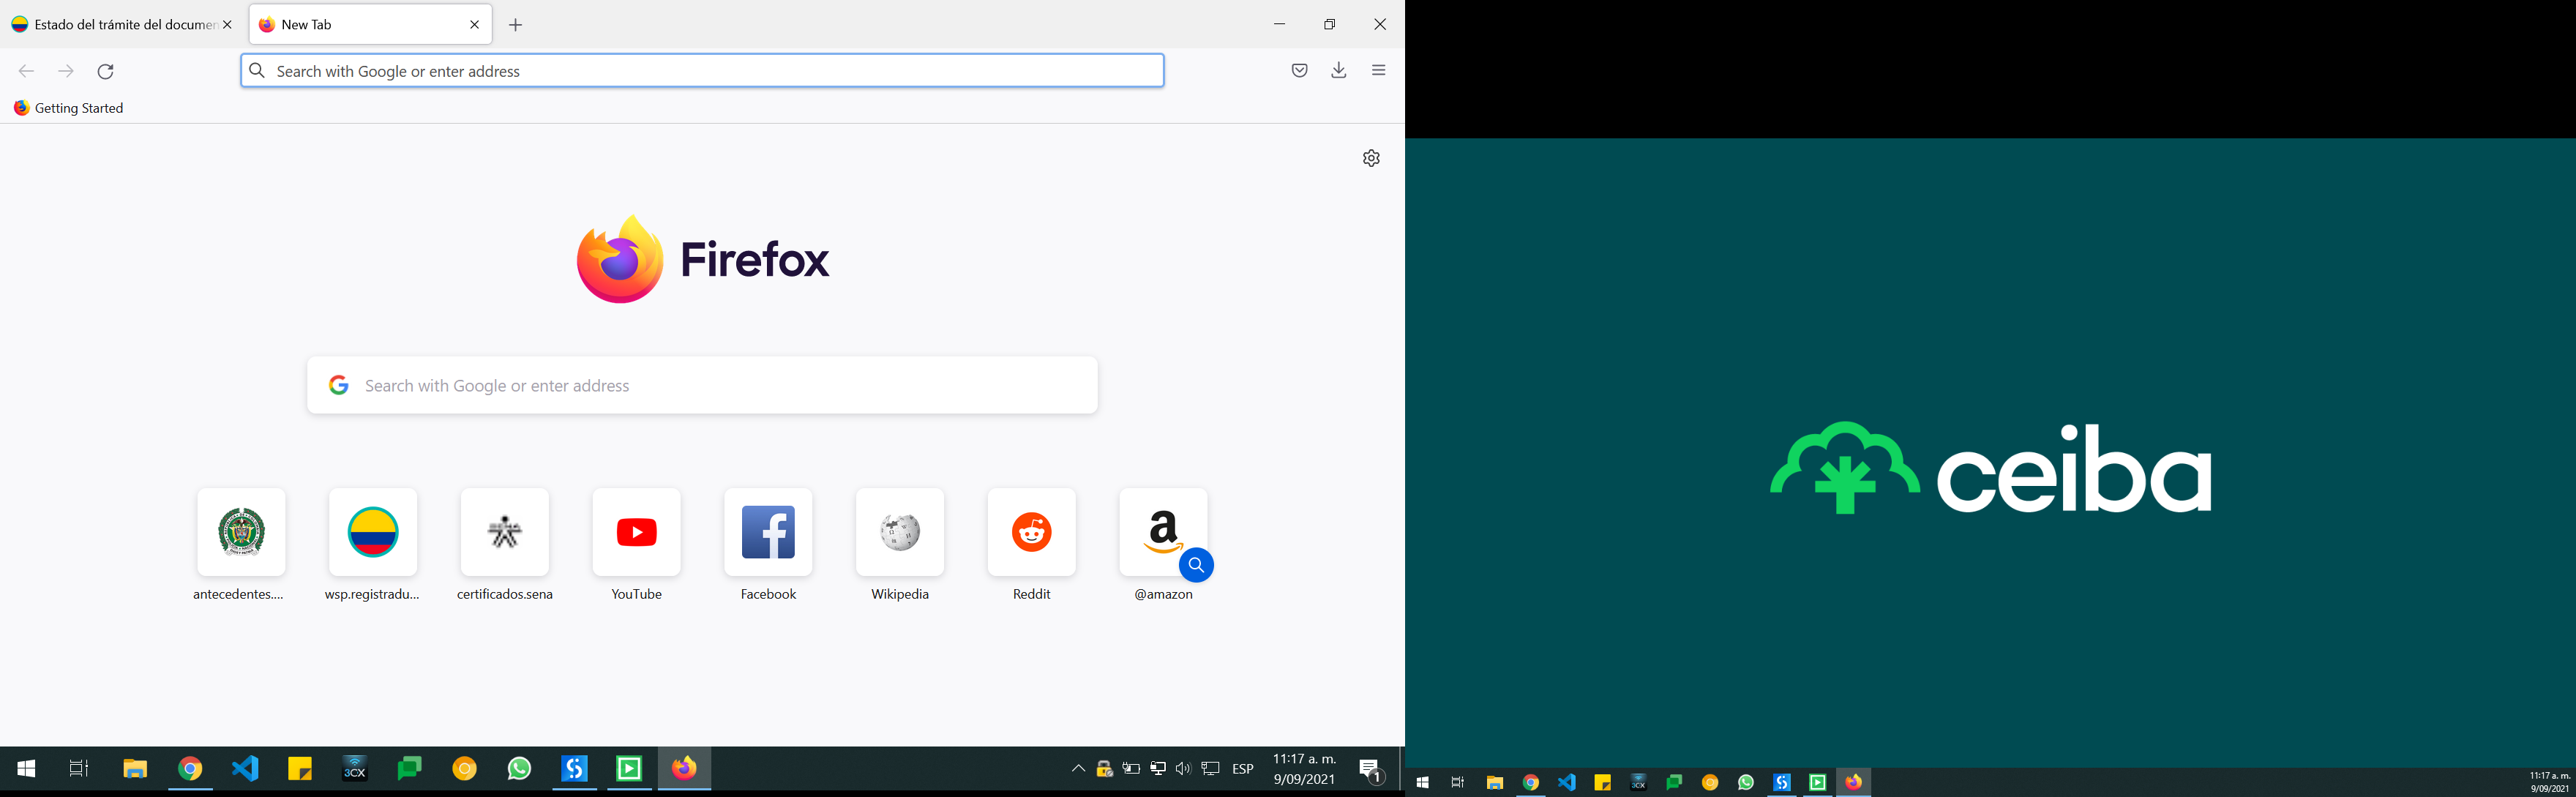 Estado del trámite del documen
New Tab
Search with Google or enter address
Getting Started
Firefox
Search with Google or enter address
antecedentes....
wsp.registradu...
certificados.sena
YouTube
Facebook
Wikipedia
Reddit
@amazon
ceiba
3CX
ESP
11:17 a. m.
9/09/2021
1
3CX
11:17 a. m.
9/09/2021